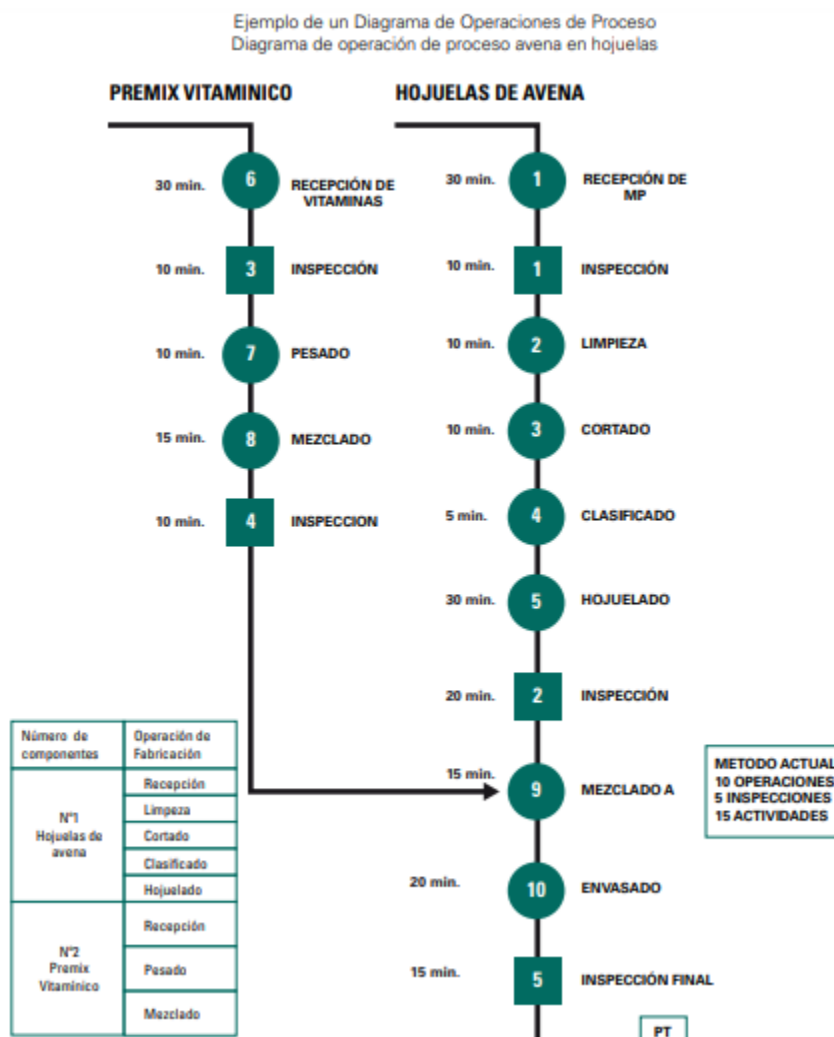 Ejemplo de un Diagrama de Operaciones de Proceso
Diagrama de operación de proceso avena en hojuelas
PREMIX VITAMINICO
30 min.
6
RECEPCIÓN DE
VITAMINAS
10 min.
3
INSPECCIÓN
10 min.
7
PESADO
15 min.
8
MEZCLADO
10 min.
4
INSPECCION
HOJUELAS DE AVENA
30 min.
1
RECEPCIÓN DE
MP
10 min.
1
INSPECCIÓN
10 min.
2
LIMPIEZA
10 min.
3
CORTADO
5 min.
4
CLASIFICADO
30 min.
5
HOJUELADO
20 min.
2
INSPECCIÓN
15 min.
9
MEZCLADO A
20 min.
10
ENVASADO
15 min.
5
INSPECCIÓN FINAL
PT
METODO ACTUAL
10 OPERACIONES
5 INSPECCIONES
15 ACTIVIDADES
Número de
componentes
Operación de
Fabricación
N°1
Hojuelas de
avena
Recepción
Limpeza
Cortado
Clasificado
Hojuelado
N°2
Premix
Vitamínico
Recepción
Pesado
Mezclado